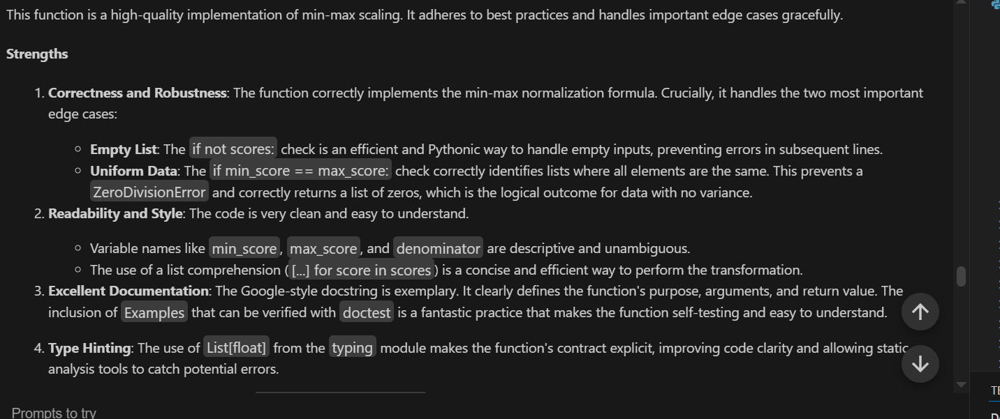 This function is a high-quality implementation of min-max scaling. It adheres to best practices and handles important edge cases gracefully.
Strengths
1. Correctness and Robustness: The function correctly implements the min-max normalization formula. Crucially, it handles the two most important
edge cases:
○ Empty List: The if not scores: check is an efficient and Pythonic way to handle empty inputs, preventing errors in subsequent lines.
○ Uniform Data: The if min_score == max_score: check correctly identifies lists where all elements are the same. This prevents a
ZeroDivisionError and correctly returns a list of zeros, which is the logical outcome for data with no variance.
2. Readability and Style: The code is very clean and easy to understand.
○ Variable names like min_score, max_score, and denominator are descriptive and unambiguous.
○ The use of a list comprehension ([...] for score in scores) is a concise and efficient way to perform the transformation.
3. Excellent Documentation: The Google-style docstring is exemplary. It clearly defines the function's purpose, arguments, and return value. The
inclusion of Examples that can be verified with doctest is a fantastic practice that makes the function self-testing and easy to understand.
4. Type Hinting: The use of List[float] from the typing module makes the function's contract explicit, improving code clarity and allowing static
analysis tools to catch potential errors.
Prompts to try